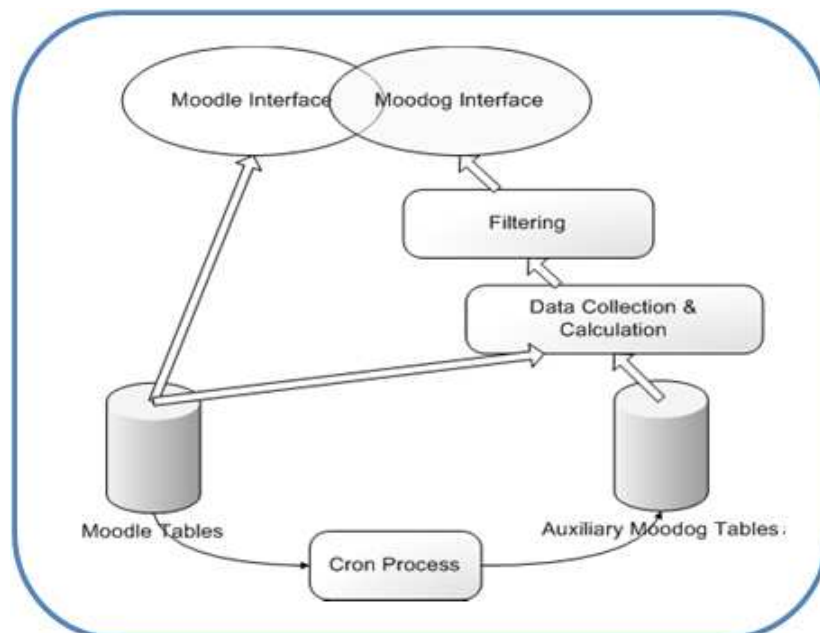 Moodle Interface
Moodog Interface
Filtering
Data Collection &
Calculation
Moodle Tables
Auxiliary Moodog Tables
Cron Process